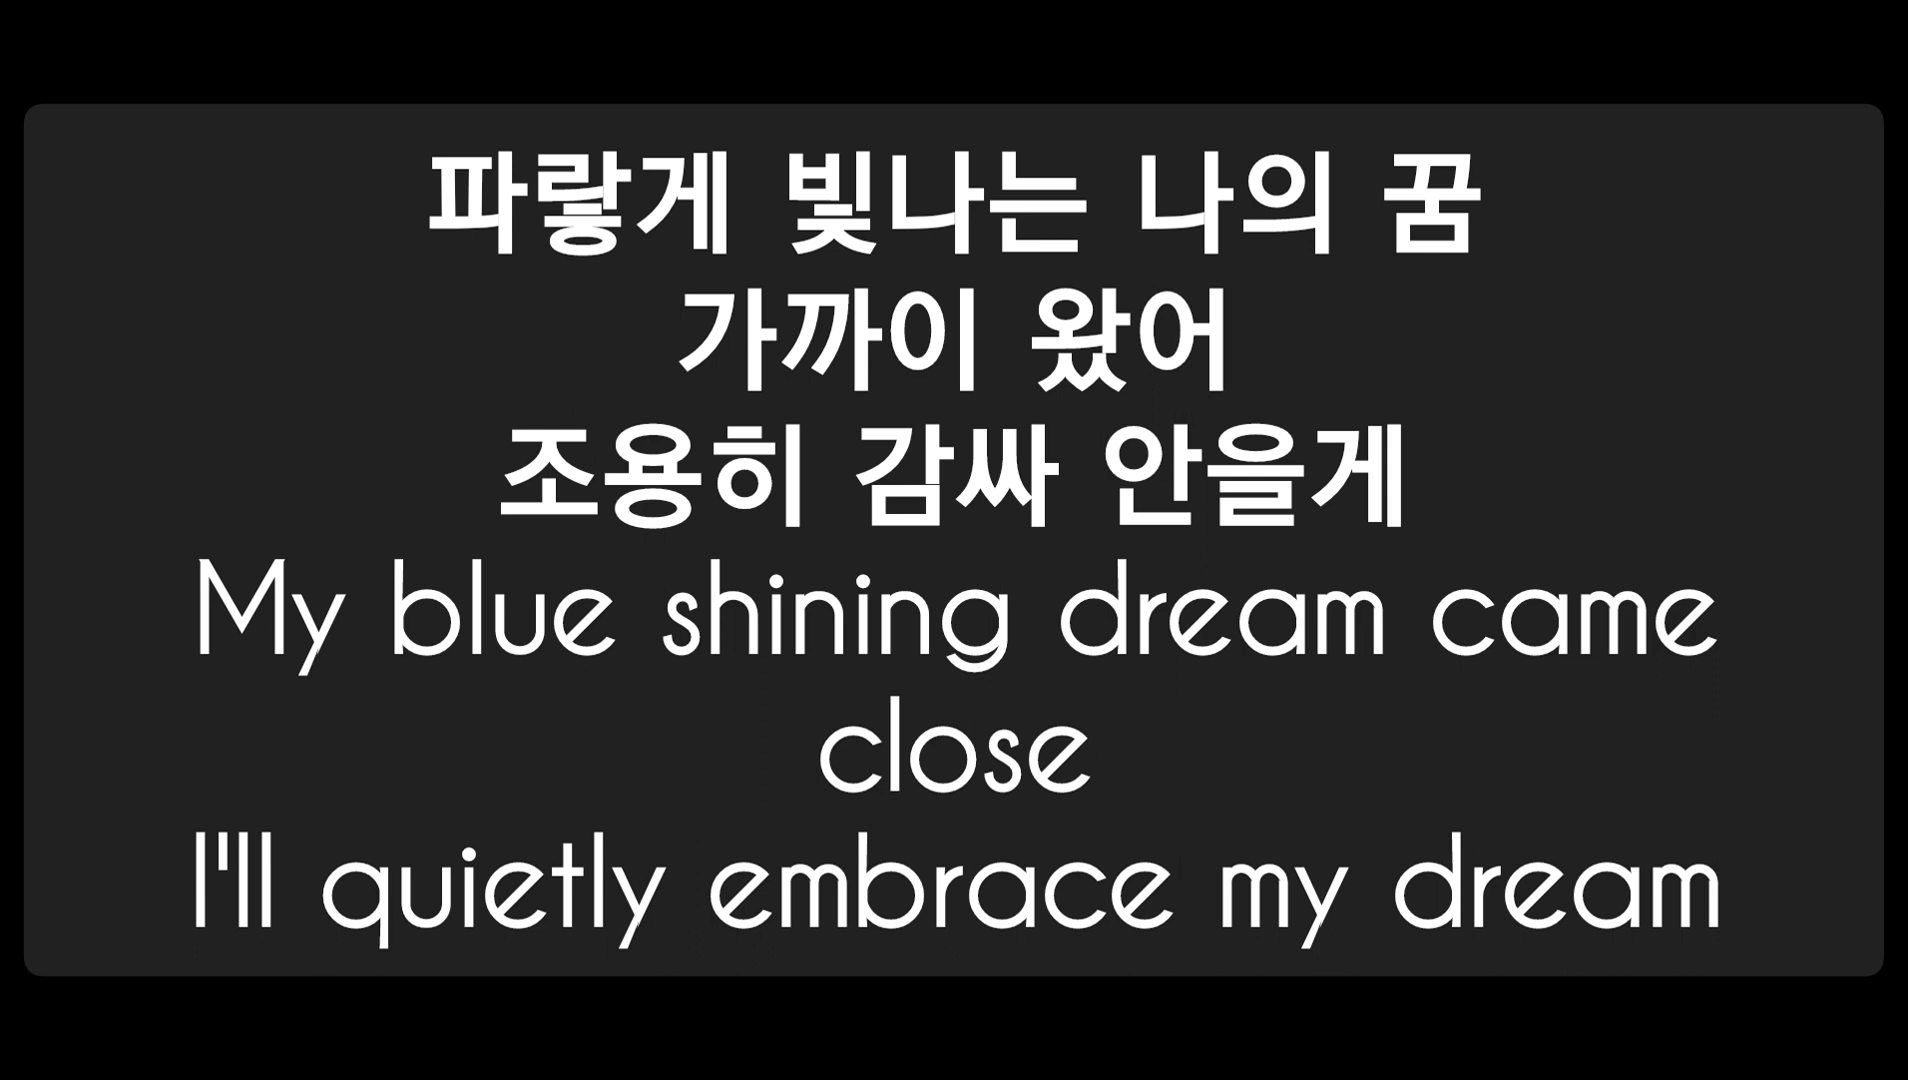 파랗게 빛나는 나의 꿈
가까이 왔어
조용히 감싸 안을게
My blue shining dream came
close
I'll quietly embrace my dream